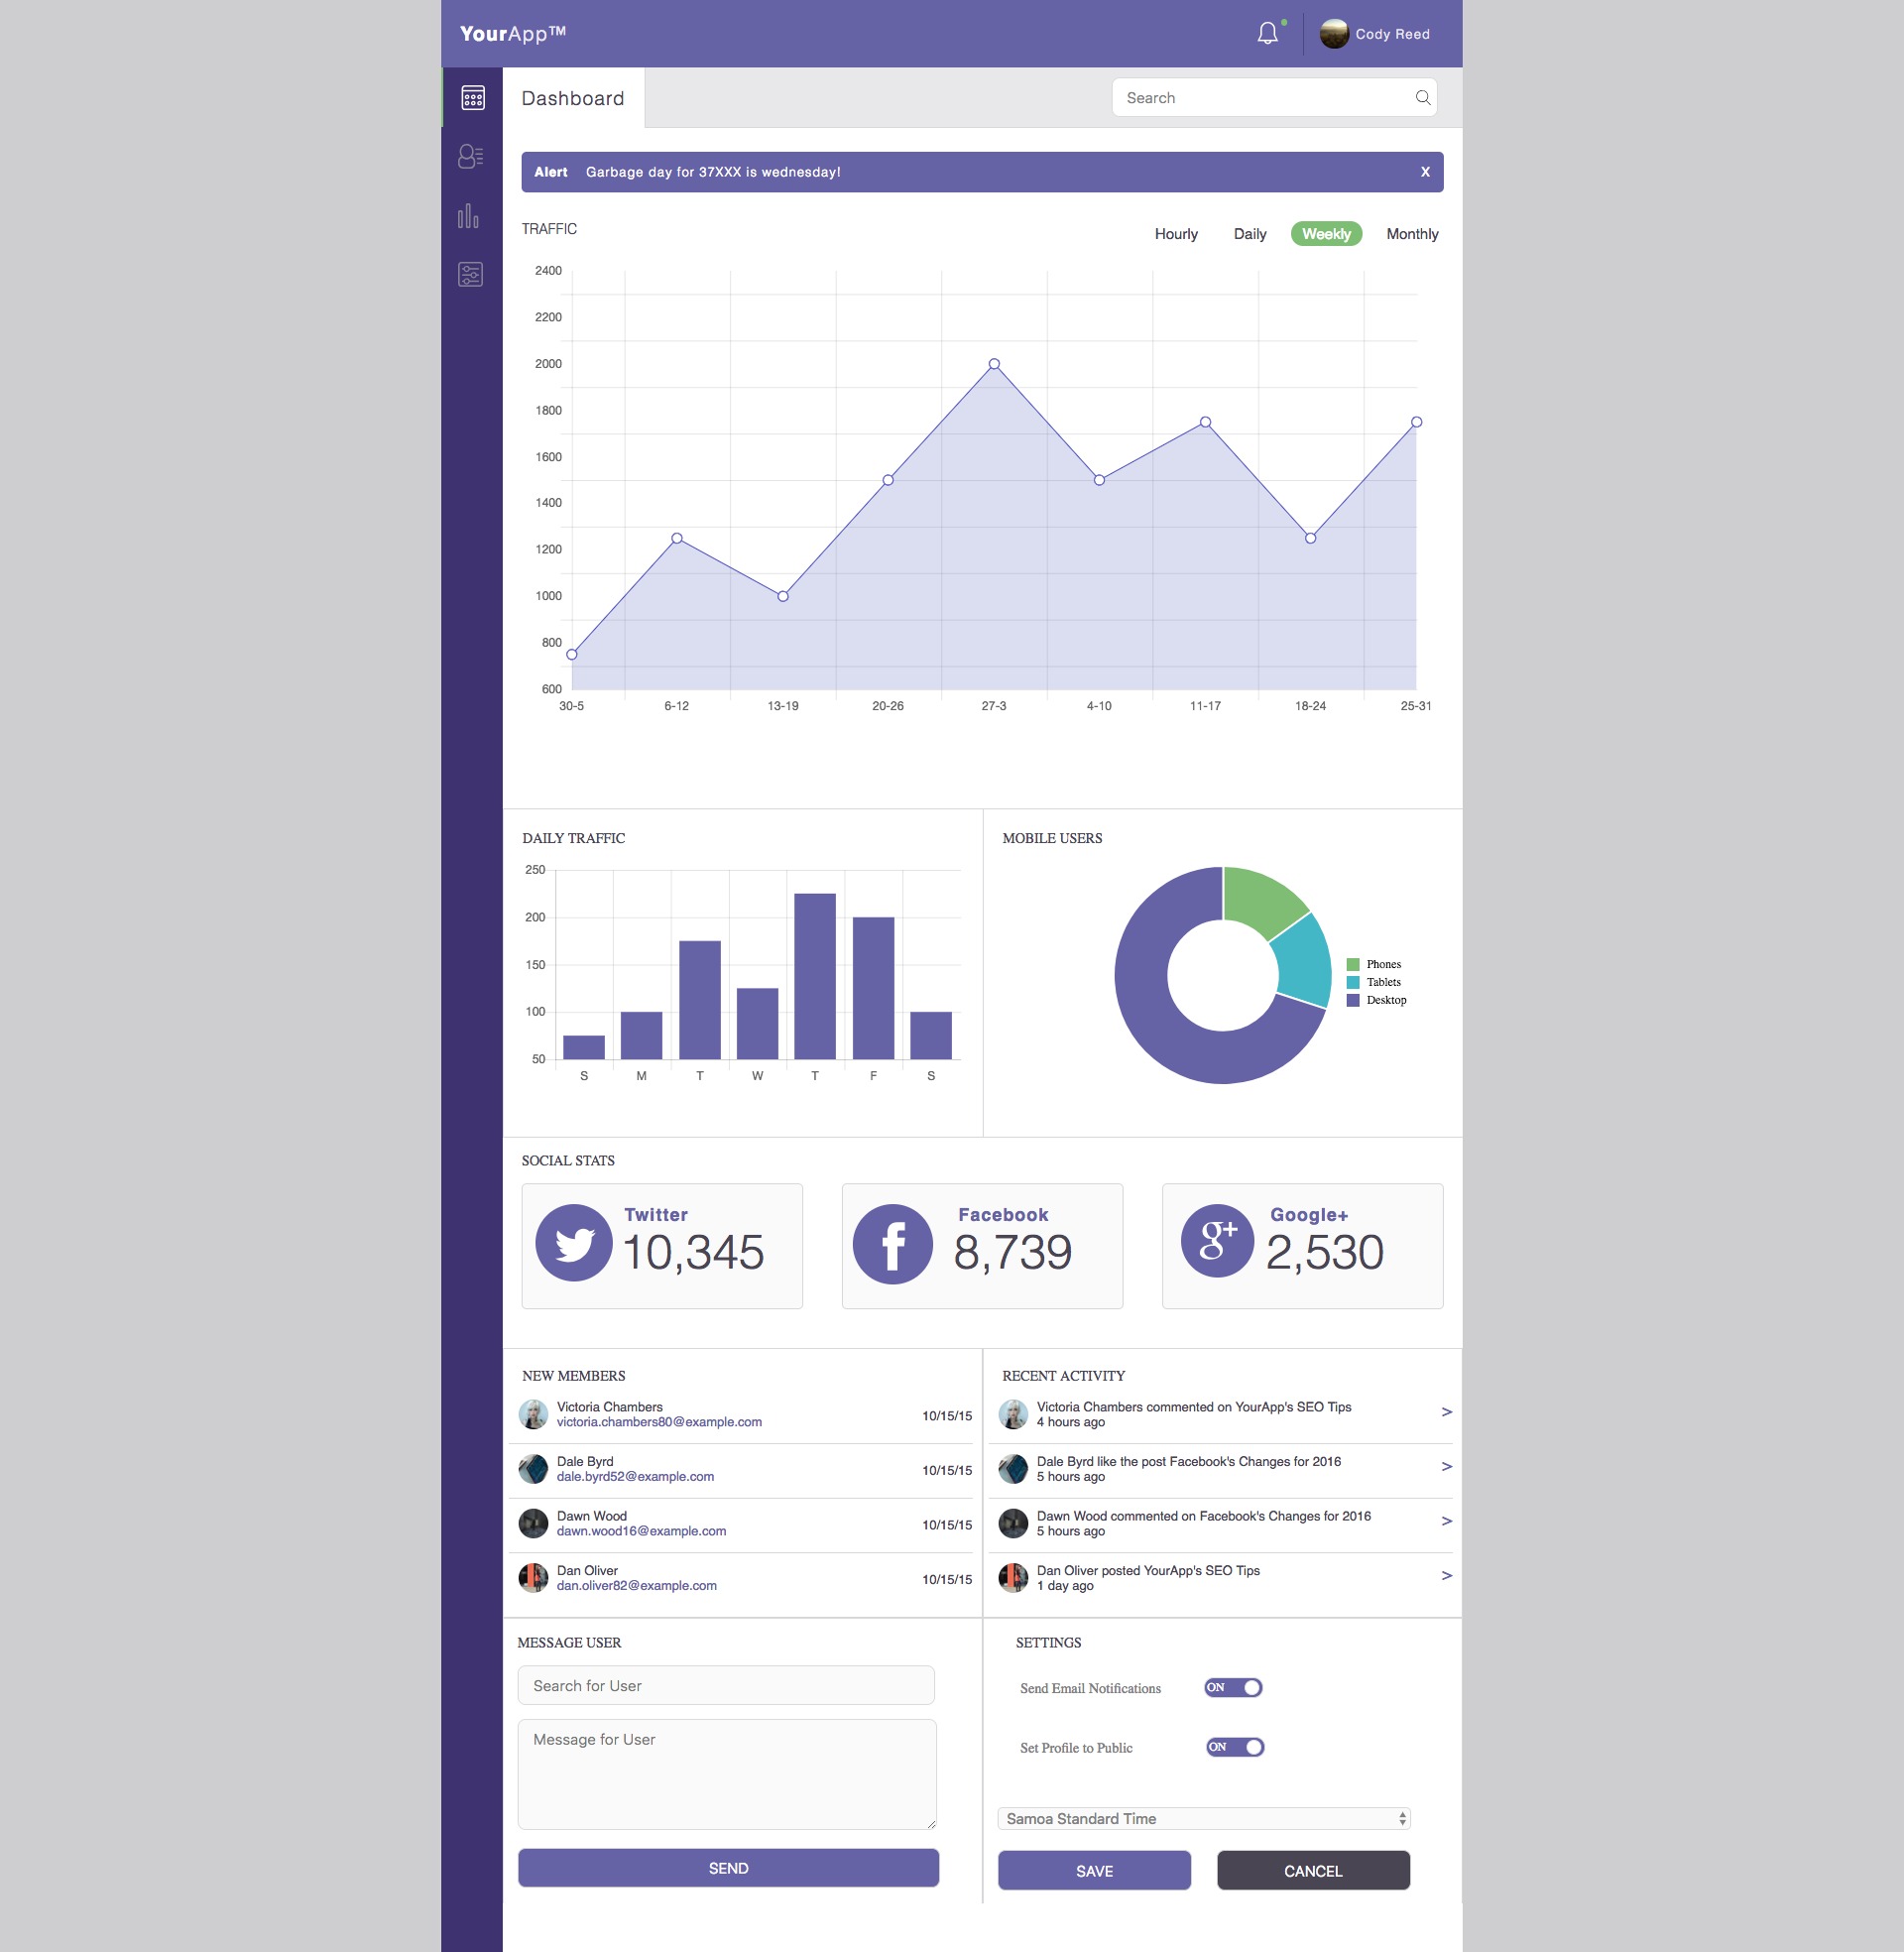 YourApp™
Cody Reed
Dashboard
Search
Alert Garbage day for 37XXX is wednesday! X
TRAFFIC
Hourly Daily Weekly Monthly
2400
2200
2000
1800
1600
1400
1200
1000
800
600
30-5 6-12 13-19 20-26 27-3 4-10 11-17 18-24 25-31
DAILY TRAFFIC
250
200
150
100
50
S M T W T F S
MOBILE USERS
Phones
Tablets
Desktop
SOCIAL STATS
Twitter
10,345
Facebook
8,739
Google+
2,530
NEW MEMBERS
Victoria Chambers
victoria.chambers80@example.com
10/15/15
Dale Byrd
dale.byrd52@example.com
10/15/15
Dawn Wood
dawn.wood16@example.com
10/15/15
Dan Oliver
dan.oliver82@example.com
10/15/15
RECENT ACTIVITY
Victoria Chambers commented on YourApp's SEO Tips
4 hours ago
>
Dale Byrd like the post Facebook's Changes for 2016
5 hours ago
>
Dawn Wood commented on Facebook's Changes for 2016
5 hours ago
>
Dan Oliver posted YourApp's SEO Tips
1 day ago
>
MESSAGE USER
Search for User
Message for User
SEND
SETTINGS
Send Email Notifications ON
Set Profile to Public ON
Samoa Standard Time
SAVE CANCEL